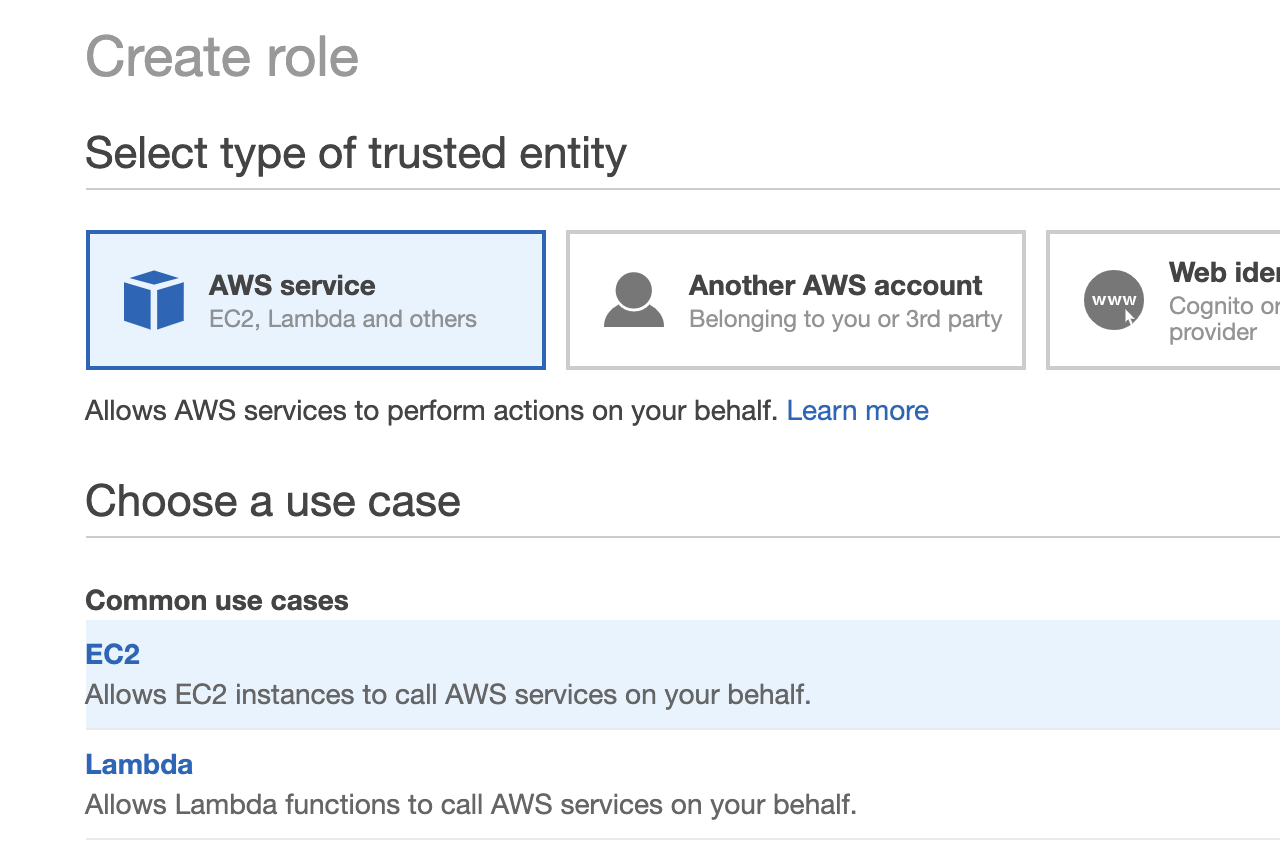 Create role
Select type of trusted entity
AWS service
EC2, Lambda and others
Another AWS account
Belonging to you or 3rd party
www
Web
Cognito
provider
Allows AWS services to perform actions on your behalf. Learn more
Choose a use case
Common use cases
EC2
Allows EC2 instances to call AWS services on your behalf.
Lambda
Allows Lambda functions to call AWS services on your behalf.